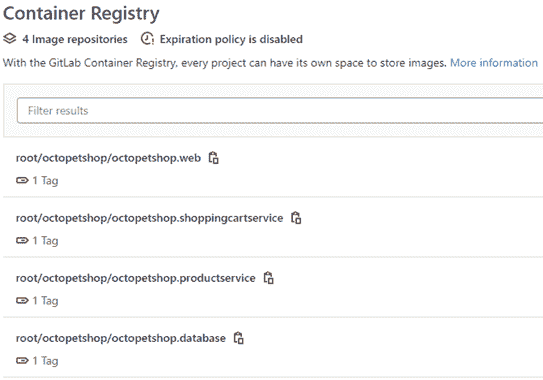 Container Registry
4 Image repositories Expiration policy is disabled
With the GitLab Container Registry, every project can have its own space to store images. More information
Filter results
root/octopetshop/octopetshop.web
1 Tag
root/octopetshop/octopetshop.shoppingcartservice
1 Tag
root/octopetshop/octopetshop.productservice
1 Tag
root/octopetshop/octopetshop.database
1 Tag